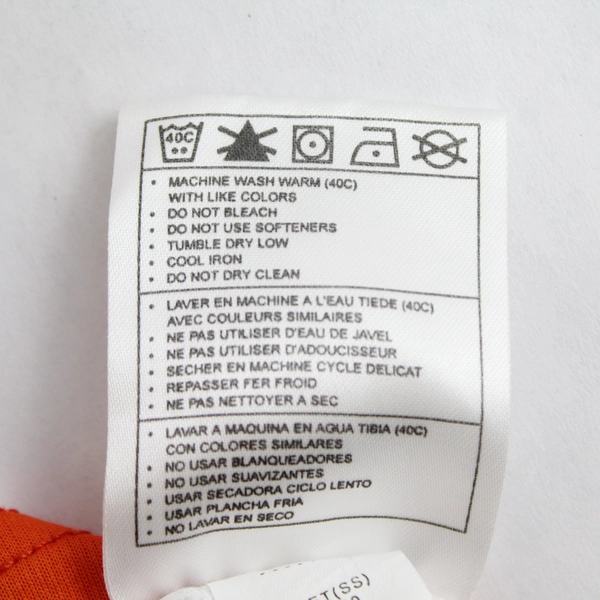 40C
• MACHINE WASH WARM (40C)
WITH LIKE COLORS
• DO NOT BLEACH
• DO NOT USE SOFTENERS
• TUMBLE DRY LOW
• COOL IRON
• DO NOT DRY CLEAN
• LAVER EN MACHINE A L'EAU TIEDE (40C)
AVEC COULEURS SIMILAIRES
• NE PAS UTILISER D'EAU DE JAVEL
• NE PAS UTILISER D'ADOUCISSEUR
• SECHER EN MACHINE CYCLE DELICAT
• REPASSER FER FROID
• NE PAS NETTOYER A SEC
• LAVAR A MAQUINA EN AGUA TIBIA (40C)
CON COLORES SIMILARES
• NO USAR BLANQUEADORES
• NO USAR SUAVIZANTES
• USAR SECADORA CICLO LENTO
• USAR PLANCHA FRIA
• NO LAVAR EN SECO
ET(SS)